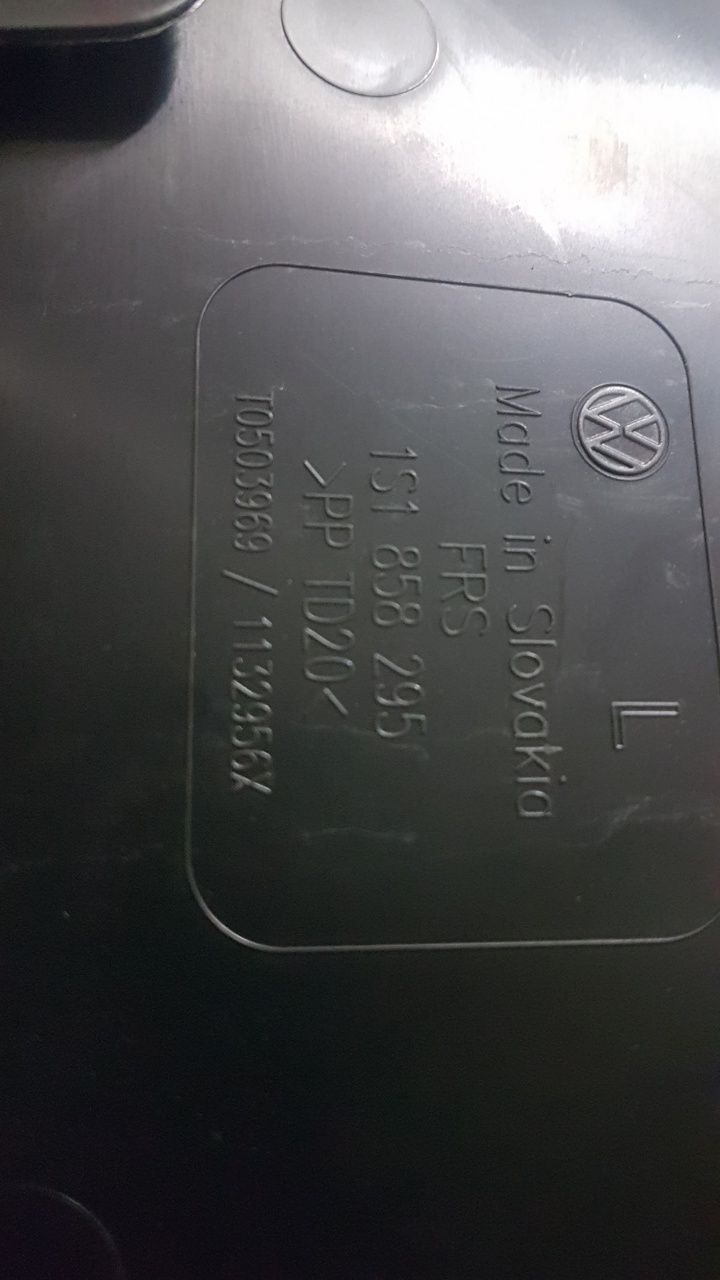 L
Made in Slovakia
FRS
1S1 858 295
>PP TD20<
T0503969 / 1132956X